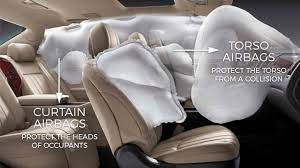 TORSO
AIRBAGS
PROTECT THE TORSO
FROM A COLLISION
CURTAIN
AIRBAGS
PROTECT THE HEADS
OF OCCUPANTS